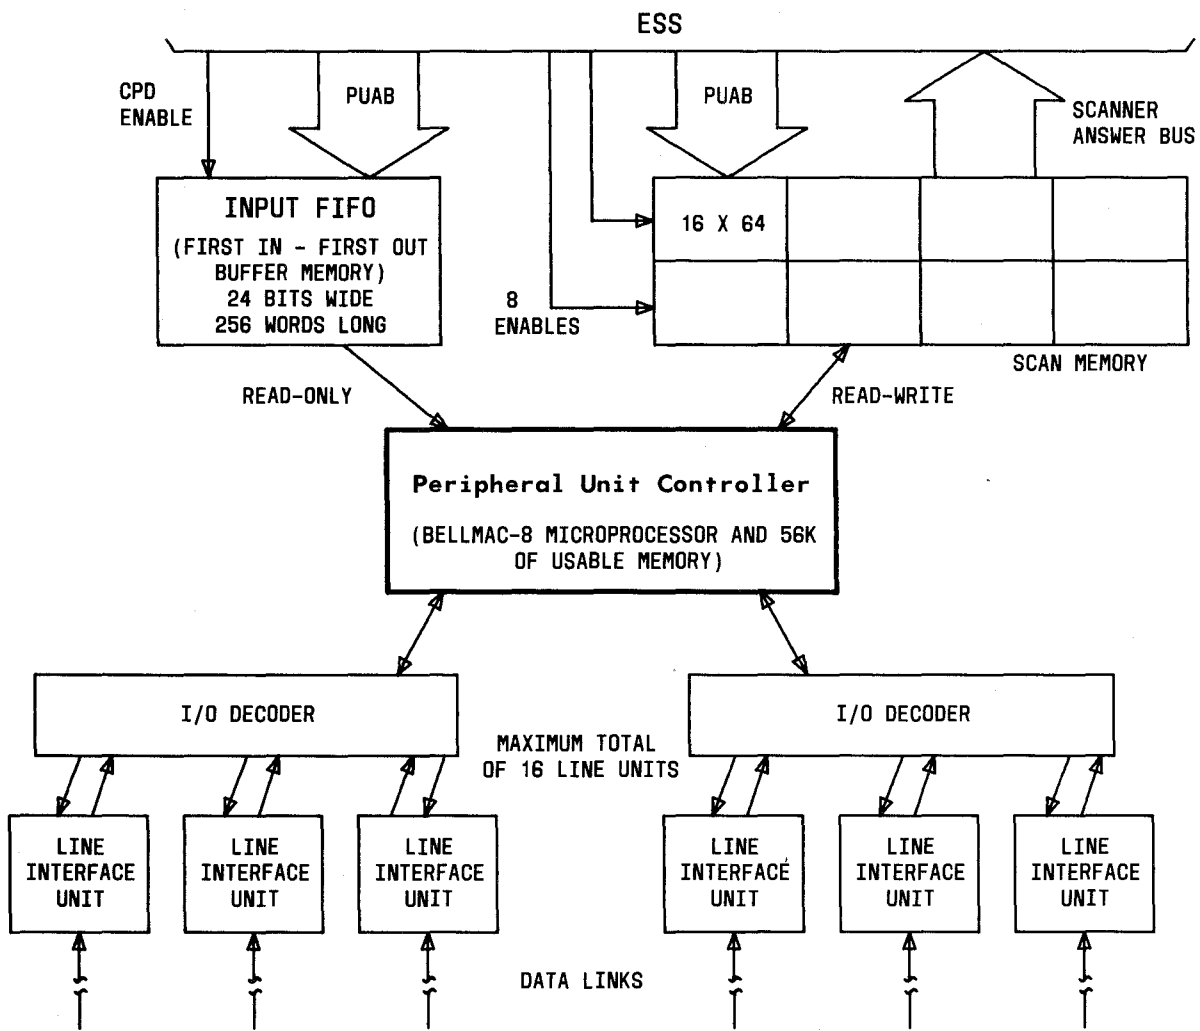 ESS
CPD
ENABLE
PUAB
PUAB
SCANNER
ANSWER BUS
INPUT FIFO
(FIRST IN - FIRST OUT
BUFFER MEMORY)
24 BITS WIDE
256 WORDS LONG
16 X 64
8
ENABLES
SCAN MEMORY
READ-ONLY
READ-WRITE
Peripheral Unit Controller
(BELLMAC-8 MICROPROCESSOR AND 56K
OF USABLE MEMORY)
I/O DECODER
I/O DECODER
MAXIMUM TOTAL
OF 16 LINE UNITS
LINE
INTERFACE
UNIT
LINE
INTERFACE
UNIT
LINE
INTERFACE
UNIT
LINE
INTERFACE
UNIT
LINE
INTERFACE
UNIT
LINE
INTERFACE
UNIT
DATA LINKS